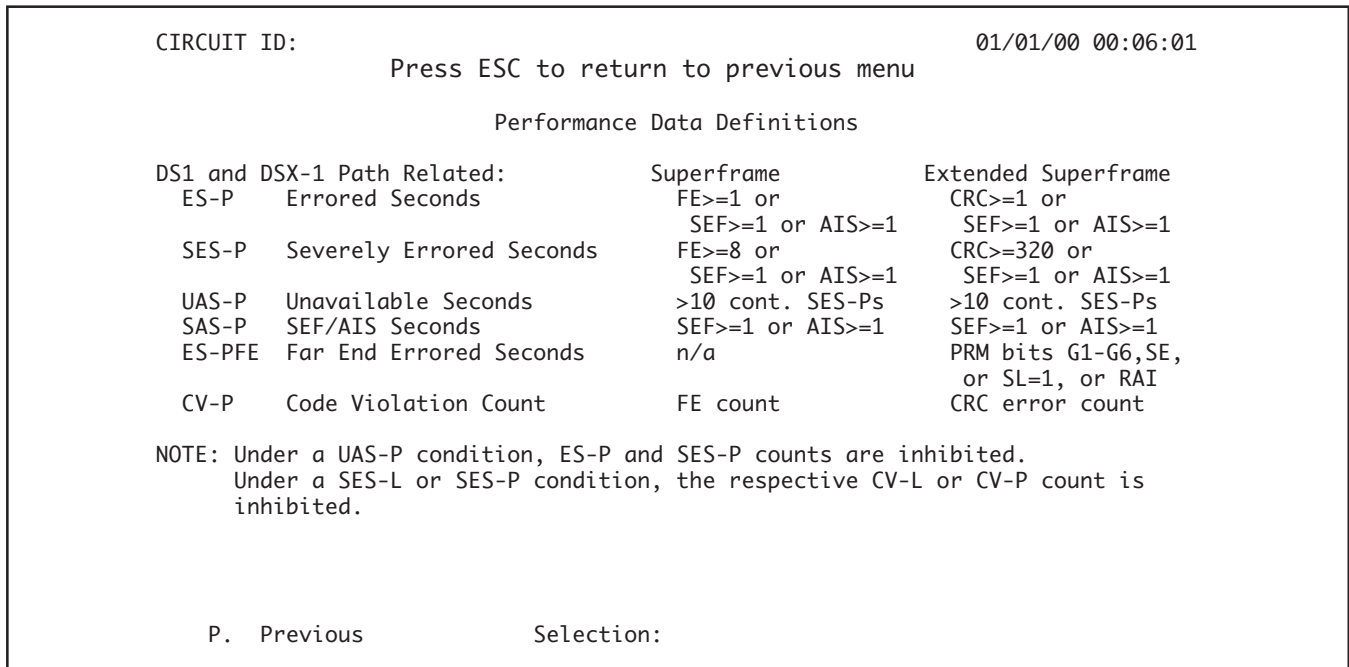 CIRCUIT ID: 01/01/00 00:06:01
Press ESC to return to previous menu
Performance Data Definitions
DS1 and DSX-1 Path Related: Superframe Extended Superframe
ES-P Errored Seconds FE>=1 or CRC>=1 or
SEF>=1 or AIS>=1 SEF>=1 or AIS>=1
SES-P Severely Errored Seconds FE>=8 or CRC>=320 or
SEF>=1 or AIS>=1 SEF>=1 or AIS>=1
UAS-P Unavailable Seconds >10 cont. SES-Ps >10 cont. SES-Ps
SAS-P SEF/AIS Seconds SEF>=1 or AIS>=1 SEF>=1 or AIS>=1
ES-PFE Far End Errored Seconds n/a PRM bits G1-G6,SE,
or SL=1, or RAI
CV-P Code Violation Count FE count CRC error count
NOTE: Under a UAS-P condition, ES-P and SES-P counts are inhibited.
Under a SES-L or SES-P condition, the respective CV-L or CV-P count is
inhibited.
P. Previous Selection: